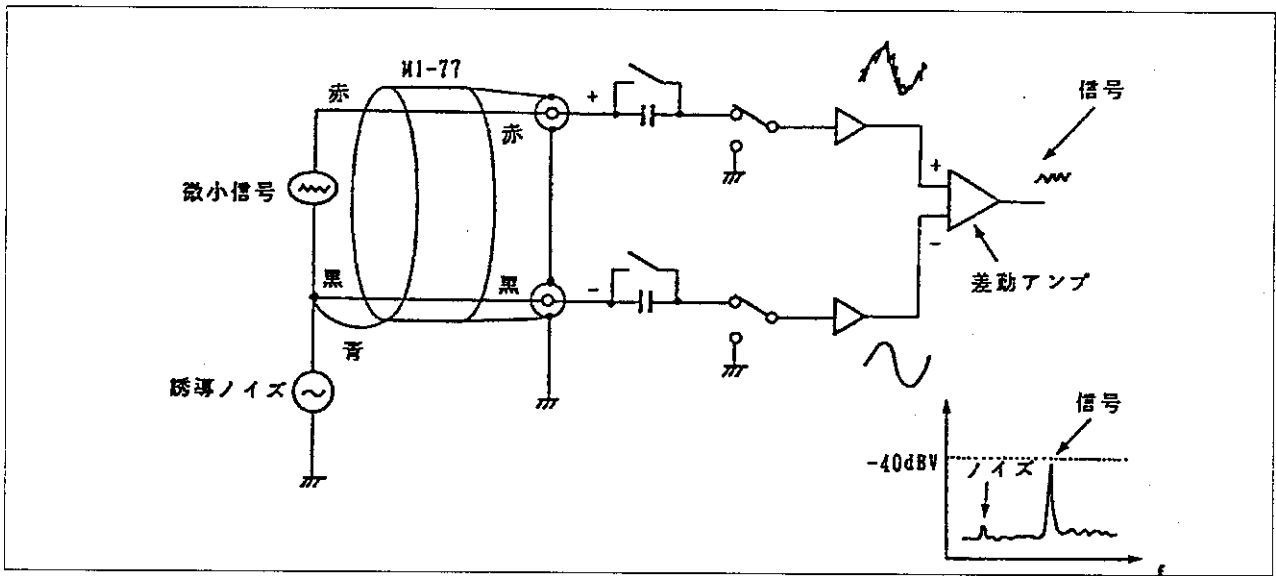 MI-77
赤
赤
+
微小信号
黒
黒
-
青
誘導ノイズ
+
-
信号
差動アンプ
信号
-40dBV
ノイズ
f